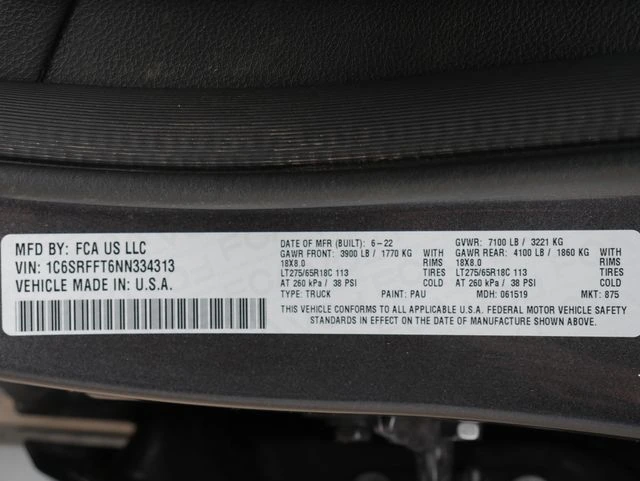 MFD BY: FCA US LLC
VIN: 1C6SRFFT6NN334313
VEHICLE MADE IN: U.S.A.
DATE OF MFR (BUILT): 6-22 GVWR: 7100 LB / 3221 KG
GAWR FRONT: 3900 LB / 1770 KG WITH GAWR REAR: 4100 LB / 1860 KG WITH
18X8.0 RIMS 18X8.0 RIMS
LT275/65R18C 113 TIRES LT275/65R18C 113 TIRES
AT 260 kPa / 38 PSI COLD AT 260 kPa / 38 PSI COLD
TYPE: TRUCK PAINT: PAU MDH: 061519 MKT: 875
THIS VEHICLE CONFORMS TO ALL APPLICABLE U.S.A. FEDERAL MOTOR VEHICLE SAFETY
STANDARDS IN EFFECT ON THE DATE OF MANUFACTURE SHOWN ABOVE.